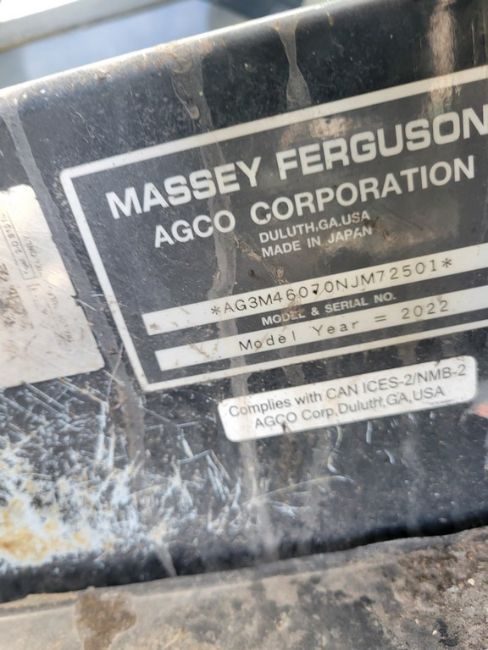 MASSEY FERGUSON
AGCO CORPORATION
DULUTH,GA.USA
MADE IN JAPAN
*AG3M46070NJM72501*
MODEL & SERIAL NO.
Model Year = 2022
Complies with CAN ICES-2/NMB-2
AGCO Corp.Duluth,GA,USA